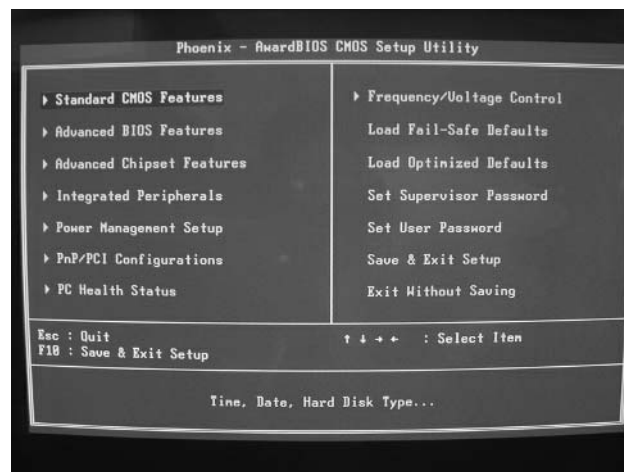 Phoenix - AwardBIOS CMOS Setup Utility
Standard CMOS Features
Advanced BIOS Features
Advanced Chipset Features
Integrated Peripherals
Power Management Setup
PnP/PCI Configurations
PC Health Status
Frequency/Voltage Control
Load Fail-Safe Defaults
Load Optimized Defaults
Set Supervisor Password
Set User Password
Save & Exit Setup
Exit Without Saving
Esc : Quit
F10 : Save & Exit Setup
↑ ↓ → ← : Select Item
Time, Date, Hard Disk Type...